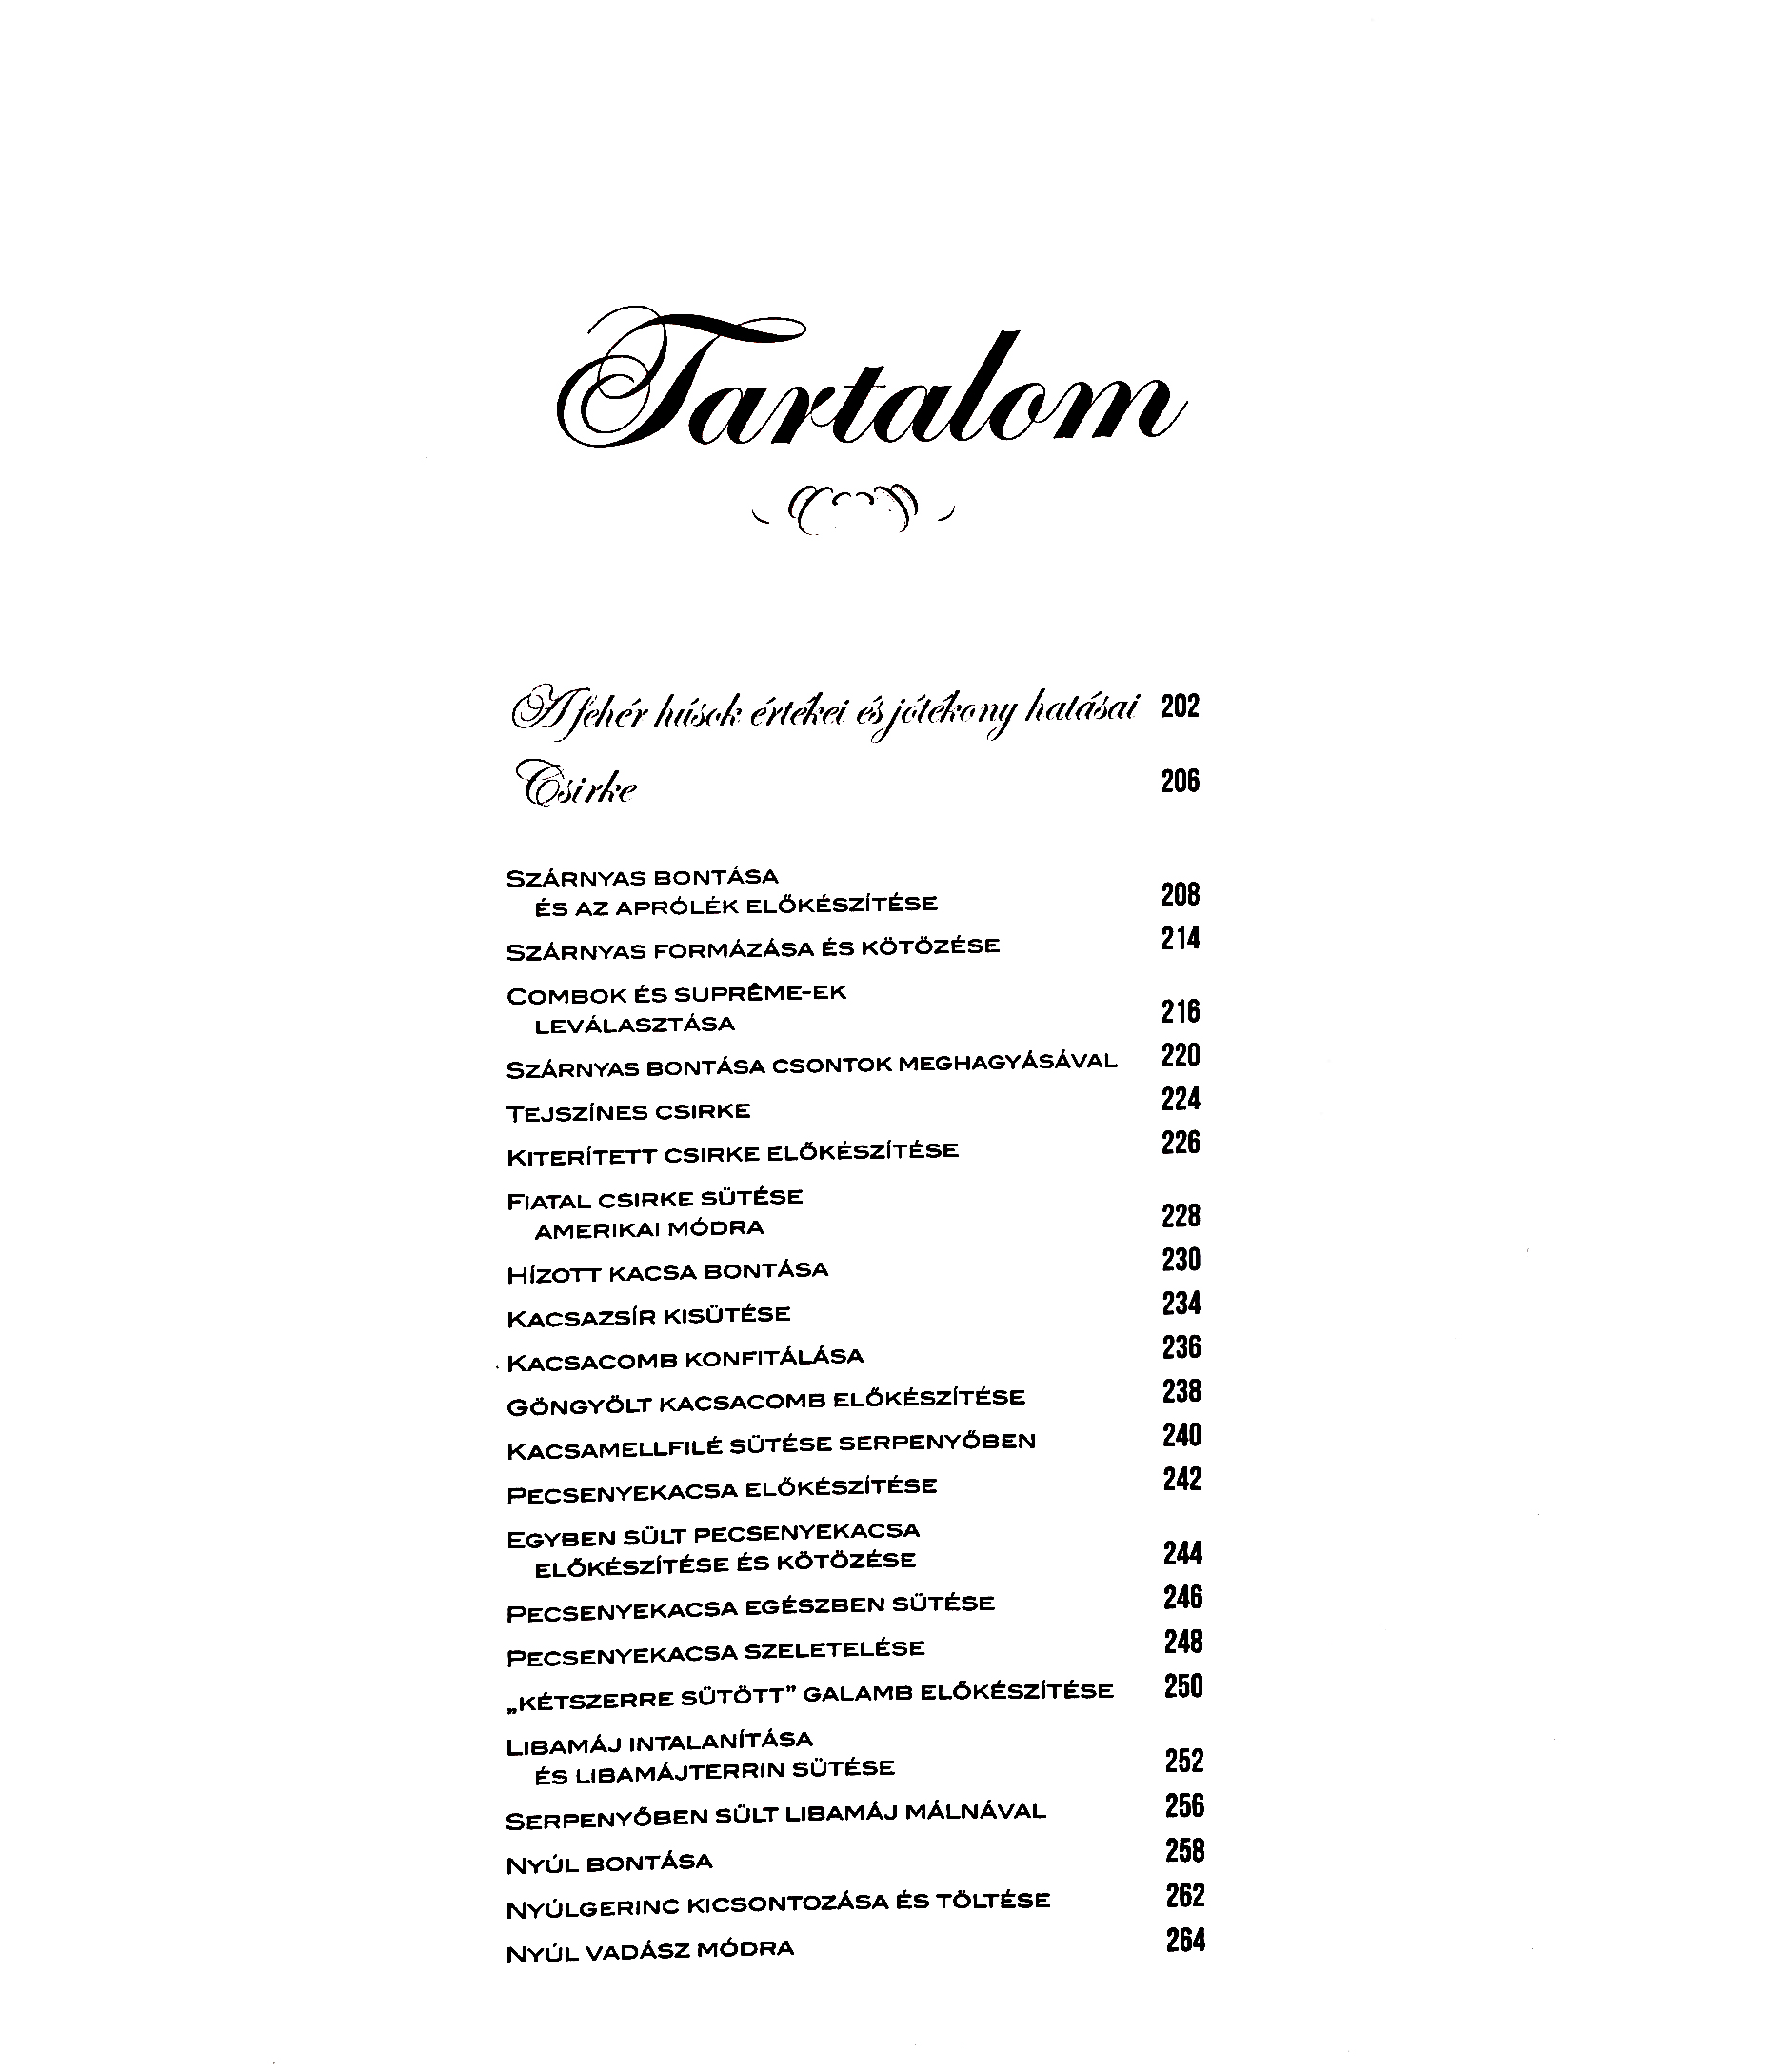 Tartalom
A fehér húsok értékei és jótékony hatásai 202
Csirke 206
SZÁRNYAS BONTÁSA
ÉS AZ APRÓLÉK ELŐKÉSZÍTÉSE 208
SZÁRNYAS FORMÁZÁSA ÉS KÖTÖZÉSE 214
COMBOK ÉS SUPRÊME-EK
LEVÁLASZTÁSA 216
SZÁRNYAS BONTÁSA CSONTOK MEGHAGYÁSÁVAL 220
TEJSZÍNES CSIRKE 224
KITERÍTETT CSIRKE ELŐKÉSZÍTÉSE 226
FIATAL CSIRKE SÜTÉSE
AMERIKAI MÓDRA 228
HÍZOTT KACSA BONTÁSA 230
KACSAZSÍR KISÜTÉSE 234
KACSACOMB KONFITÁLÁSA 236
GÖNGYÖLT KACSACOMB ELŐKÉSZÍTÉSE 238
KACSAMELLFILÉ SÜTÉSE SERPENYŐBEN 240
PECSENYEKACSA ELŐKÉSZÍTÉSE 242
EGYBEN SÜLT PECSENYEKACSA
ELŐKÉSZÍTÉSE ÉS KÖTÖZÉSE 244
PECSENYEKACSA EGÉSZBEN SÜTÉSE 246
PECSENYEKACSA SZELETELÉSE 248
„KÉTSZERRE SÜTÖTT” GALAMB ELŐKÉSZÍTÉSE 250
LIBAMÁJ INTALANÍTÁSA
ÉS LIBAMÁJTERRIN SÜTÉSE 252
SERPENYŐBEN SÜLT LIBAMÁJ MÁLNÁVAL 256
NYÚL BONTÁSA 258
NYÚLGERINC KICSONTOZÁSA ÉS TÖLTÉSE 262
NYÚL VADÁSZ MÓDRA 264